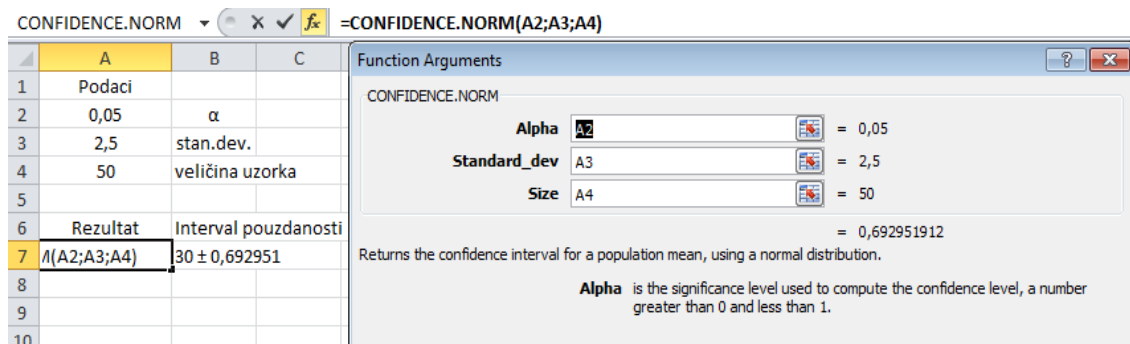 CONFIDENCE.NORM fx =CONFIDENCE.NORM(A2;A3;A4)
A B C
1 Podaci
2 0,05 α
3 2,5 stan.dev.
4 50 veličina uzorka
5
6 Rezultat Interval pouzdanosti
7 M(A2;A3;A4) 30 ± 0,692951
8
9
10
Function Arguments ?
CONFIDENCE.NORM
Alpha A2 = 0,05
Standard_dev A3 = 2,5
Size A4 = 50
= 0,692951912
Returns the confidence interval for a population mean, using a normal distribution.
Alpha is the significance level used to compute the confidence level, a number
greater than 0 and less than 1.